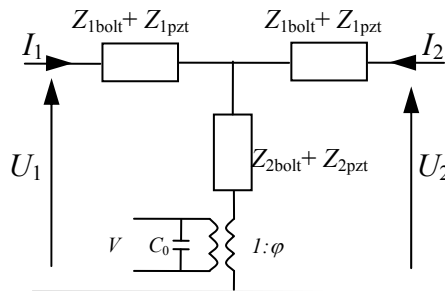 Z1bolt+ Z1pzt
Z1bolt+ Z1pzt
I1
I2
U1
Z2bolt+ Z2pzt
U2
V
C0
1:φ